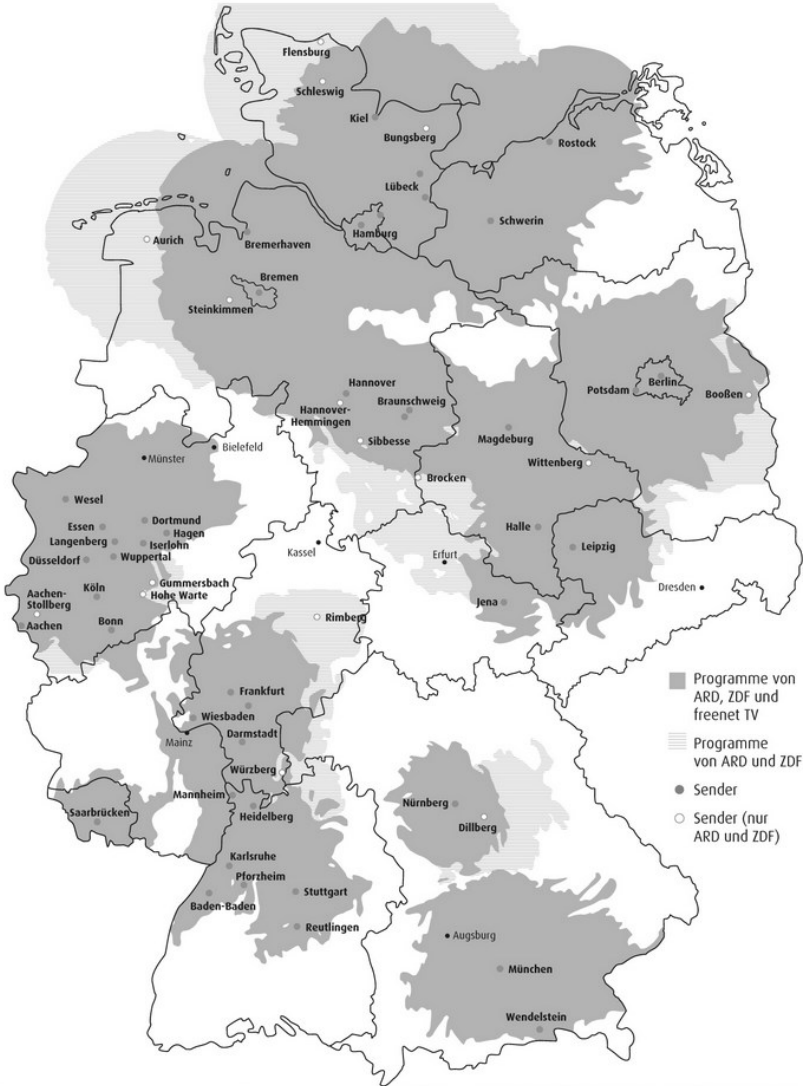 Flensburg
Schleswig
Kiel
Bungsberg
Rostock
Lübeck
Schwerin
Hamburg
Aurich
Bremerhaven
Bremen
Steinkimmen
Hannover
Hannover-
Hemmingen
Braunschweig
Sibbesse
Potsdam
Berlin
Booßen
Magdeburg
Wittenberg
Brocken
Münster
Bielefeld
Wesel
Essen
Dortmund
Langenberg
Hagen
Iserlohn
Düsseldorf
Wuppertal
Kassel
Erfurt
Halle
Leipzig
Gummersbach
Hohe Warte
Köln
Aachen-
Stollberg
Aachen
Bonn
Rimberg
Jena
Dresden
Frankfurt
Wiesbaden
Mainz
Darmstadt
Würzberg
Mannheim
Saarbrücken
Heidelberg
Nürnberg
Dillberg
Karlsruhe
Pforzheim
Stuttgart
Baden-Baden
Reutlingen
Augsburg
München
Wendelstein
Programme von
ARD, ZDF und
freenet TV
Programme
von ARD und ZDF
Sender
Sender (nur
ARD und ZDF)